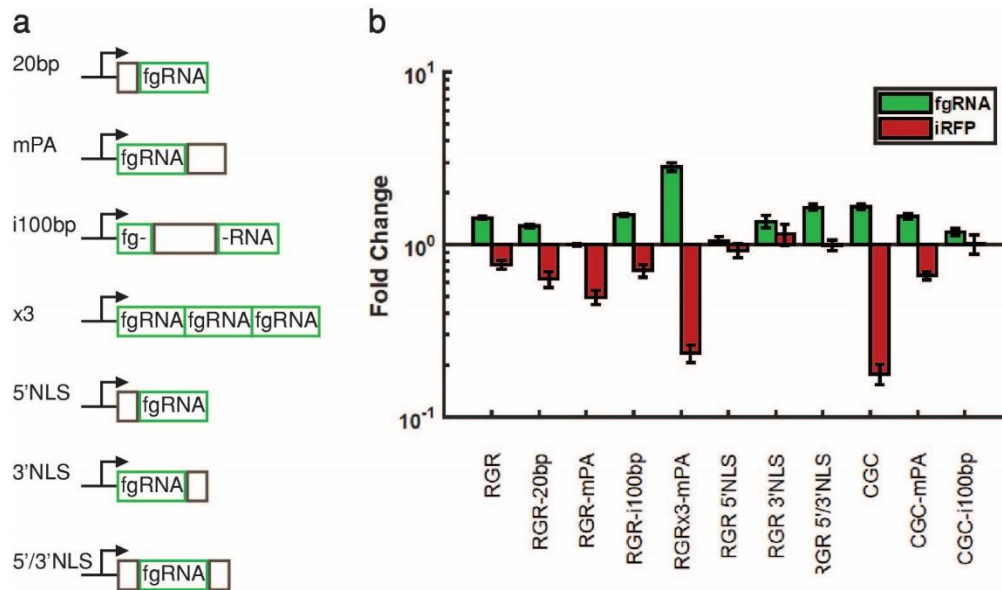 a
20bp
fgRNA
mPA
fgRNA
i100bp
fg-
-RNA
x3
fgRNA fgRNA fgRNA
5'NLS
fgRNA
3'NLS
fgRNA
5'/3'NLS
fgRNA
b
Fold Change
10¹
10⁰
10⁻¹
fgRNA
iRFP
RGR
RGR-20bp
RGR-mPA
RGR-i100bp
RGRx3-mPA
RGR 5'NLS
RGR 3'NLS
RGR 5'/3'NLS
CGC
CGC-mPA
CGC-i100bp